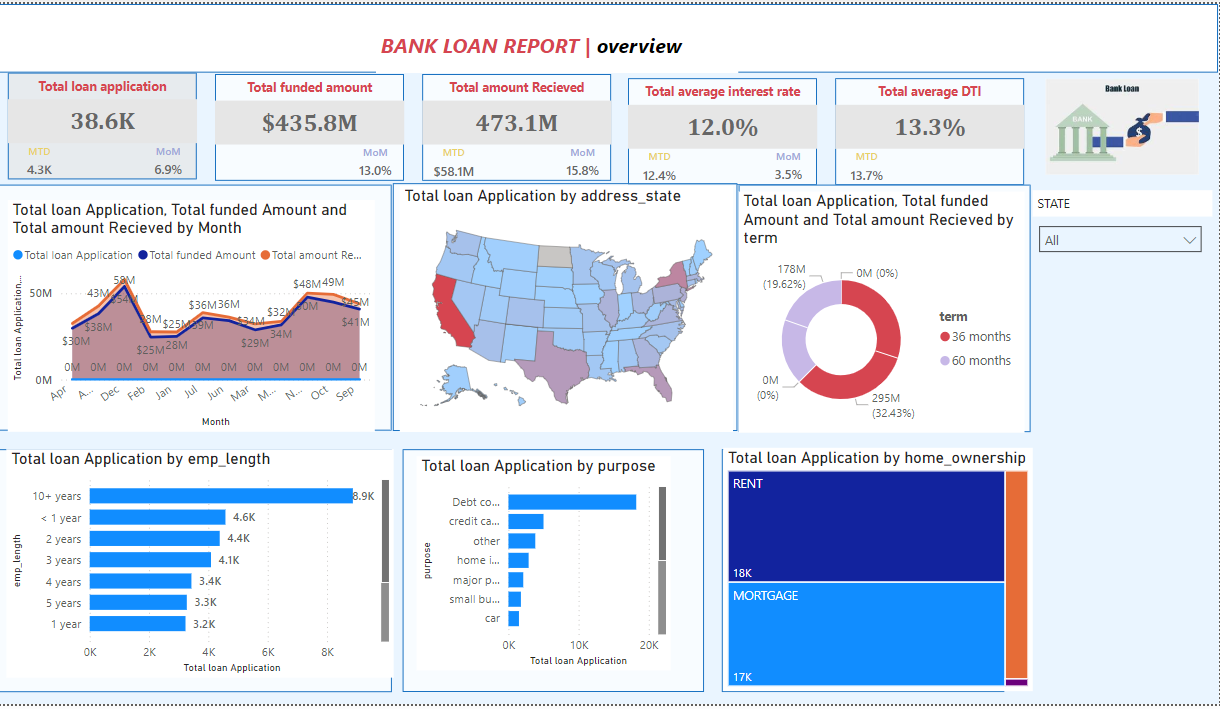 BANK LOAN REPORT | overview
Total loan application
38.6K
MTD
MoM
4.3K
6.9%
Total funded amount
$435.8M
MoM
13.0%
Total amount Recieved
473.1M
MTD
MoM
$58.1M
15.8%
Total average interest rate
12.0%
MTD
MoM
12.4%
3.5%
Total average DTI
13.3%
MTD
13.7%
Bank Loan
BANK
$
STATE
All
Total loan Application, Total funded Amount and
Total amount Recieved by Month
Total loan Application
Total funded Amount
Total amount Re...
Total loan Application...
50M
0M
$30M
43M
$38M
58M
$54M
$25M
$25M
28M
$36M
36M
$34M
$29M
$32M
34M
$48M
$49M
$45M
$41M
0M 0M 0M 0M 0M 0M 0M 0M 0M 0M 0M 0M
Apr
A...
Dec
Feb
Jan
Jul
Jun
Mar
M...
N...
Oct
Sep
Month
Total loan Application by address_state
Total loan Application, Total funded
Amount and Total amount Recieved by
term
178M
(19.62%)
0M (0%)
0M
(0%)
295M
(32.43%)
term
36 months
60 months
Total loan Application by emp_length
emp_length
10+ years
8.9K
< 1 year
4.6K
2 years
4.4K
3 years
4.1K
4 years
3.4K
5 years
3.3K
1 year
3.2K
0K 2K 4K 6K 8K
Total loan Application
Total loan Application by purpose
purpose
Debt co...
credit ca...
other
home i...
major p...
small bu...
car
0K 10K 20K
Total loan Application
Total loan Application by home_ownership
RENT
18K
MORTGAGE
17K